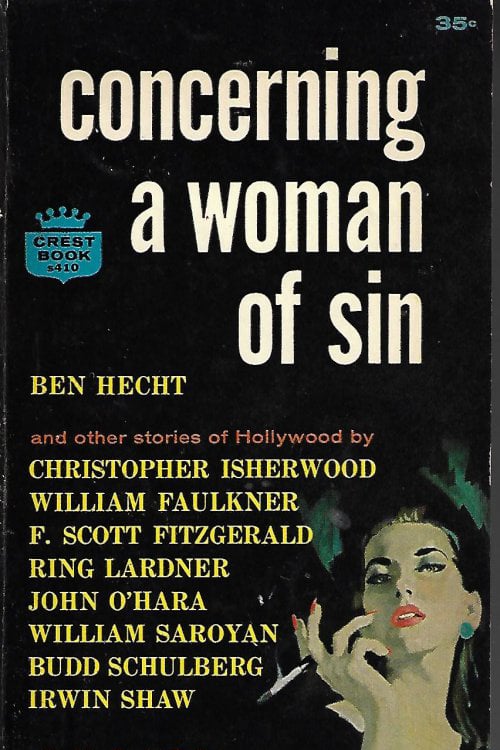 35c
concerning
a woman
of sin
CREST
BOOK
s410
BEN HECHT
and other stories of Hollywood by
CHRISTOPHER ISHERWOOD
WILLIAM FAULKNER
F. SCOTT FITZGERALD
RING LARDNER
JOHN O'HARA
WILLIAM SAROYAN
BUDD SCHULBERG
IRWIN SHAW